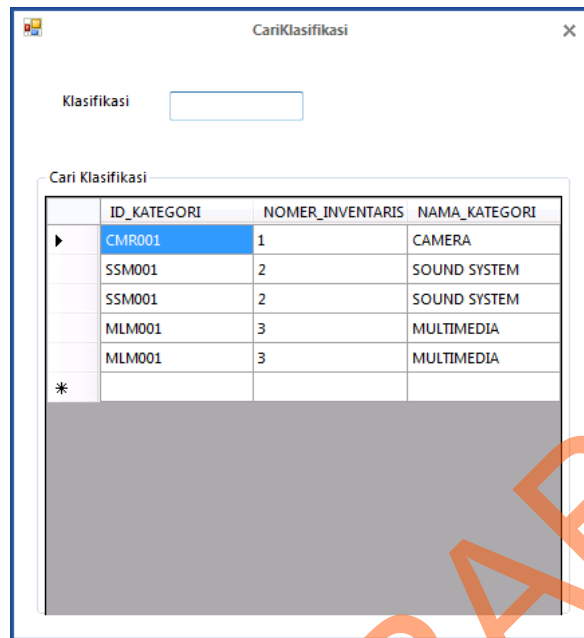 CariKlasifikasi
Klasifikasi
Cari Klasifikasi
ID_KATEGORI NOMER_INVENTARIS NAMA_KATEGORI
CMR001 1 CAMERA
SSM001 2 SOUND SYSTEM
SSM001 2 SOUND SYSTEM
MLM001 3 MULTIMEDIA
MLM001 3 MULTIMEDIA